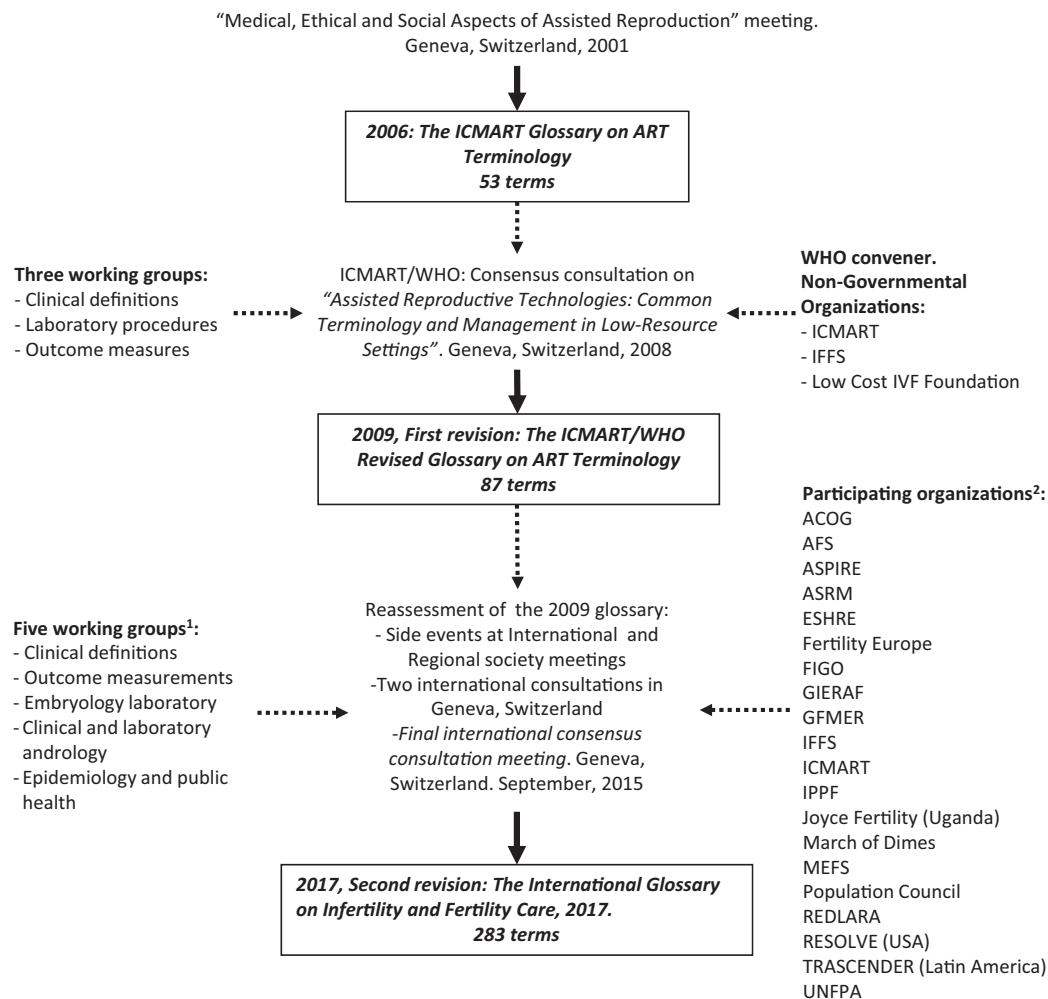 “Medical, Ethical and Social Aspects of Assisted Reproduction” meeting.
Geneva, Switzerland, 2001
2006: The ICMART Glossary on ART
Terminology
53 terms
Three working groups:
- Clinical definitions
- Laboratory procedures
- Outcome measures
ICMART/WHO: Consensus consultation on
“Assisted Reproductive Technologies: Common
Terminology and Management in Low-Resource
Settings”. Geneva, Switzerland, 2008
WHO convener.
Non-Governmental
Organizations:
- ICMART
- IFFS
- Low Cost IVF Foundation
2009, First revision: The ICMART/WHO
Revised Glossary on ART Terminology
87 terms
Five working groups¹:
- Clinical definitions
- Outcome measurements
- Embryology laboratory
- Clinical and laboratory
andrology
- Epidemiology and public
health
Reassessment of the 2009 glossary:
- Side events at International and
Regional society meetings
-Two international consultations in
Geneva, Switzerland
-Final international consensus
consultation meeting. Geneva,
Switzerland. September, 2015
Participating organizations²:
ACOG
AFS
ASPIRE
ASRM
ESHRE
Fertility Europe
FIGO
GIERAF
GFMER
IFFS
ICMART
IPPF
Joyce Fertility (Uganda)
March of Dimes
MEFS
Population Council
REDLARA
RESOLVE (USA)
TRASCENDER (Latin America)
UNFPA
2017, Second revision: The International Glossary
on Infertility and Fertility Care, 2017.
283 terms